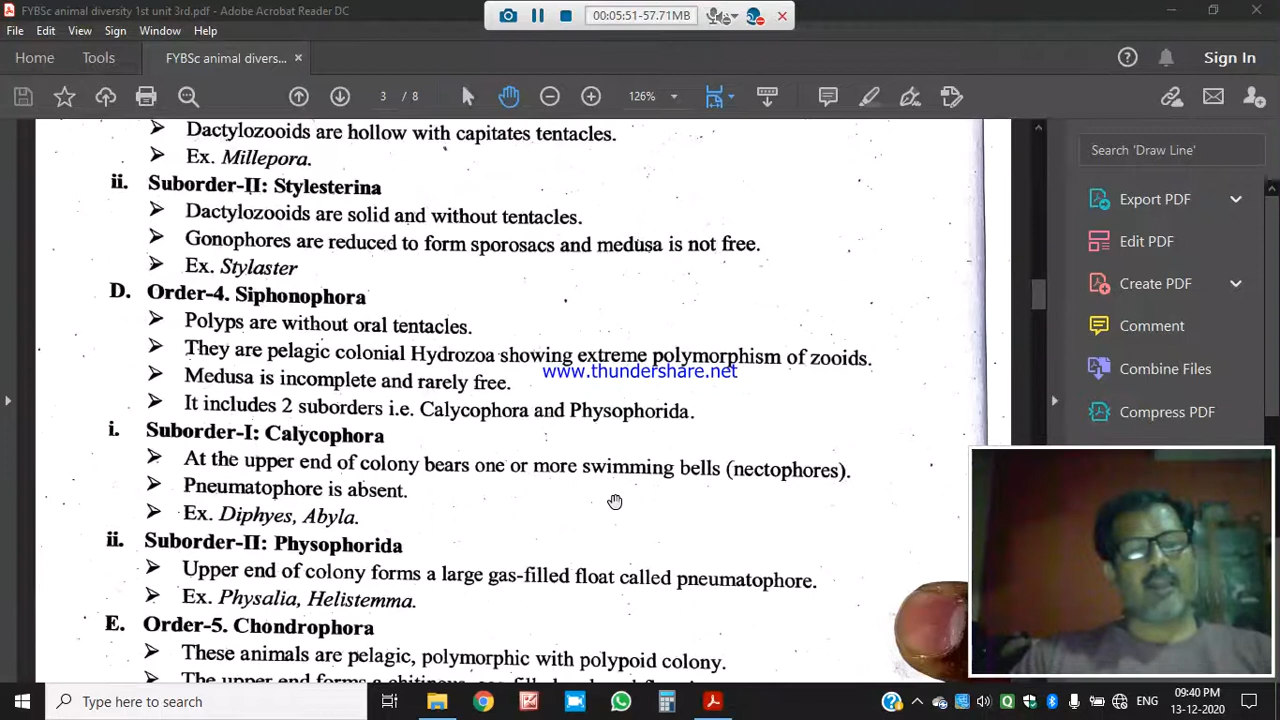 FYBSc animal diversity 1st unit 3rd.pdf - Adobe Acrobat Reader DC
00:05:51-57.71MB
File Edit View Sign Window Help
Home Tools FYBSc animal divers... Sign In
3 / 8 126%
Dactylozooids are hollow with capitates tentacles.
Ex. Millepora.
ii. Suborder-II: Stylesterina
Dactylozooids are solid and without tentacles.
Gonophores are reduced to form sporosacs and medusa is not free.
Ex. Stylaster
D. Order-4. Siphonophora
Polyps are without oral tentacles.
They are pelagic colonial Hydrozoa showing extreme polymorphism of zooids.
www.thundershare.net
Medusa is incomplete and rarely free.
It includes 2 suborders i.e. Calycophora and Physophorida.
i. Suborder-I: Calycophora
At the upper end of colony bears one or more swimming bells (nectophores).
Pneumatophore is absent.
Ex. Diphyes, Abyla.
ii. Suborder-II: Physophorida
Upper end of colony forms a large gas-filled float called pneumatophore.
Ex. Physalia, Helistemma.
E. Order-5. Chondrophora
These animals are pelagic, polymorphic with polypoid colony.
The upper end forms a chitinous, gas-filled
Search 'Draw Line'
Export PDF
Edit PDF
Create PDF
Comment
Combine Files
Compress PDF
Type here to search
ENG
09:40 PM
13-12-2020